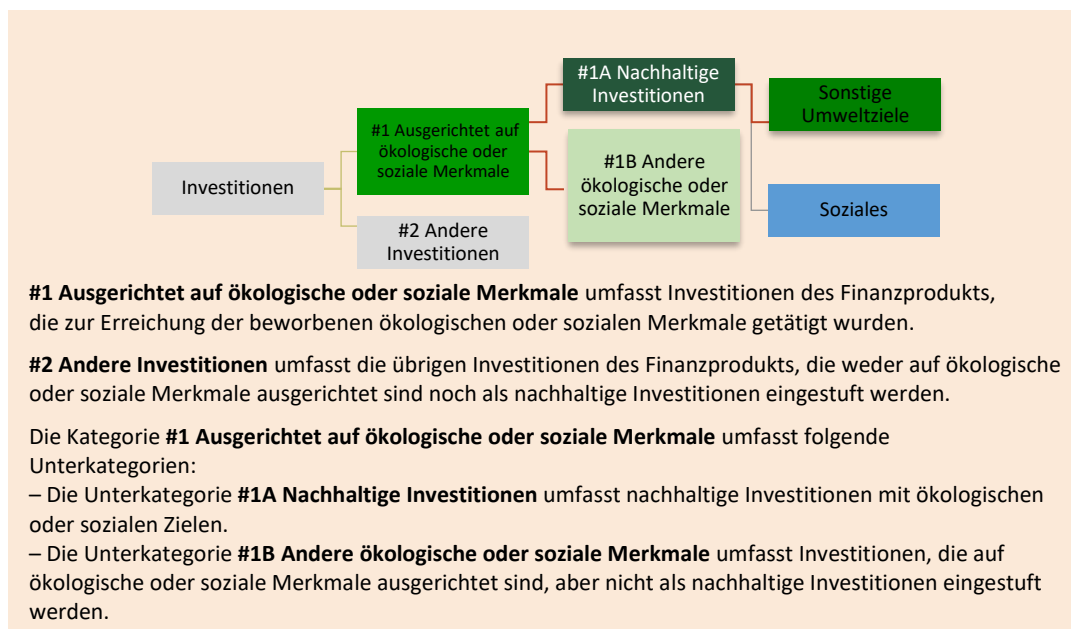 #1A Nachhaltige
Investitionen
Sonstige
Umweltziele
#1 Ausgerichtet auf
ökologische oder
soziale Merkmale
#1B Andere
ökologische oder
soziale Merkmale
Investitionen
Soziales
#2 Andere
Investitionen
#1 Ausgerichtet auf ökologische oder soziale Merkmale umfasst Investitionen des Finanzprodukts,
die zur Erreichung der beworbenen ökologischen oder sozialen Merkmale getätigt wurden.
#2 Andere Investitionen umfasst die übrigen Investitionen des Finanzprodukts, die weder auf ökologische
oder soziale Merkmale ausgerichtet sind noch als nachhaltige Investitionen eingestuft werden.
Die Kategorie #1 Ausgerichtet auf ökologische oder soziale Merkmale umfasst folgende
Unterkategorien:
– Die Unterkategorie #1A Nachhaltige Investitionen umfasst nachhaltige Investitionen mit ökologischen
oder sozialen Zielen.
– Die Unterkategorie #1B Andere ökologische oder soziale Merkmale umfasst Investitionen, die auf
ökologische oder soziale Merkmale ausgerichtet sind, aber nicht als nachhaltige Investitionen eingestuft
werden.